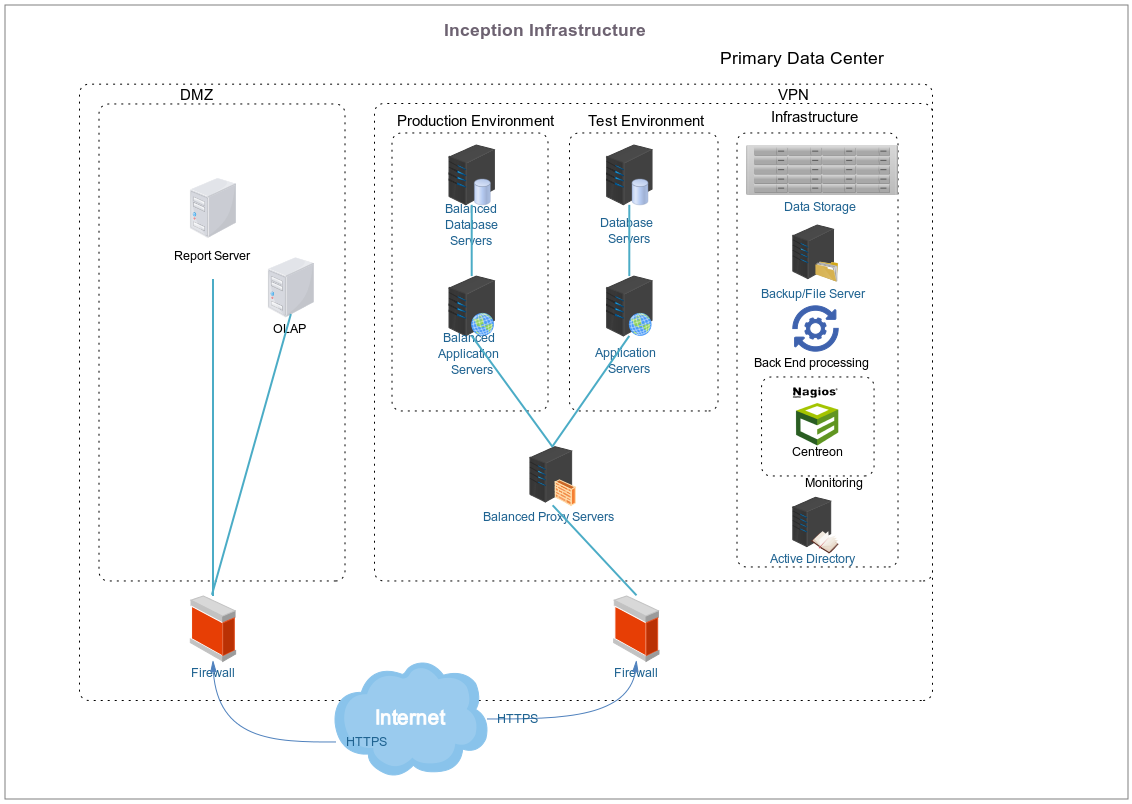 Inception Infrastructure
Primary Data Center
DMZ
VPN
Production Environment
Test Environment
Infrastructure
Report Server
OLAP
Balanced
Database
Servers
Balanced
Application
Servers
Database
Servers
Application
Servers
Data Storage
Backup/File Server
Back End processing
Nagios
Centreon
Monitoring
Active Directory
Balanced Proxy Servers
Firewall
Firewall
Internet
HTTPS
HTTPS